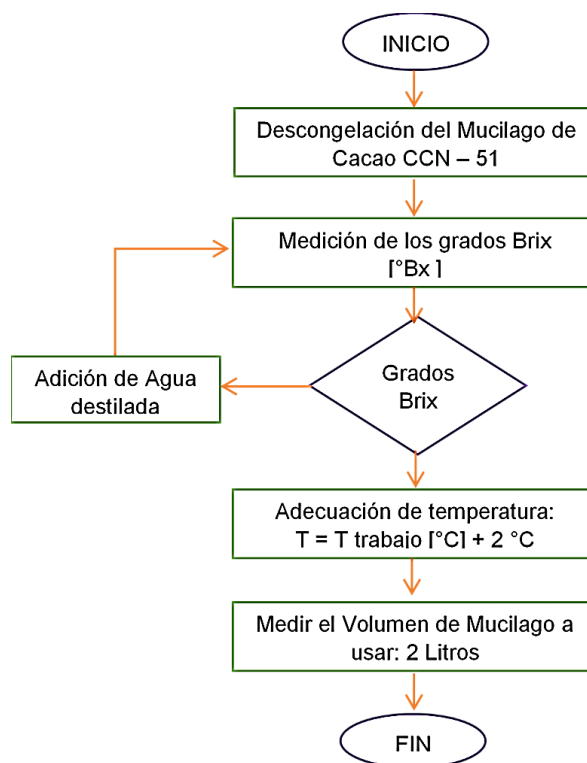 INICIO
Descongelación del Mucilago de
Cacao CCN – 51
Medición de los grados Brix
[°Bx ]
Adición de Agua
destilada
Grados
Brix
Adecuación de temperatura:
T = T trabajo [°C] + 2 °C
Medir el Volumen de Mucilago a
usar: 2 Litros
FIN